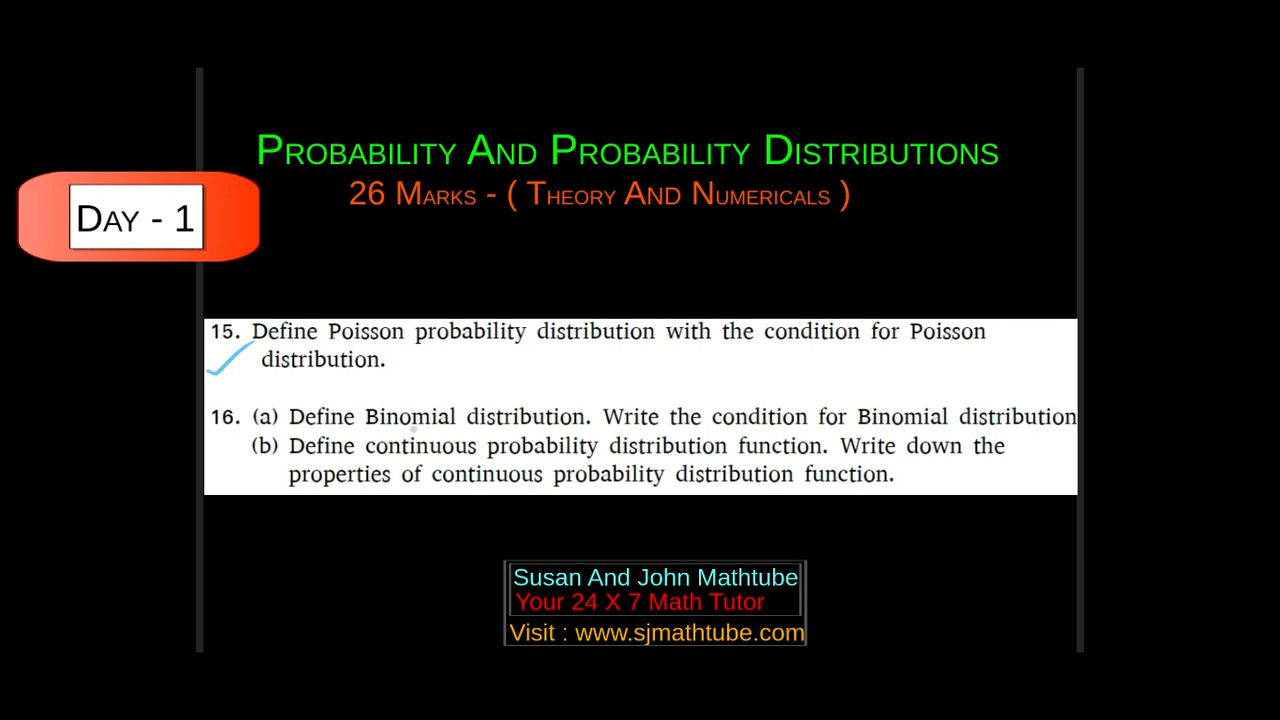 Probability And Probability Distributions
26 Marks - ( Theory And Numericals )
Day - 1
15. Define Poisson probability distribution with the condition for Poisson
distribution.
16. (a) Define Binomial distribution. Write the condition for Binomial distribution
(b) Define continuous probability distribution function. Write down the
properties of continuous probability distribution function.
Susan And John Mathtube
Your 24 X 7 Math Tutor
Visit : www.sjmathtube.com